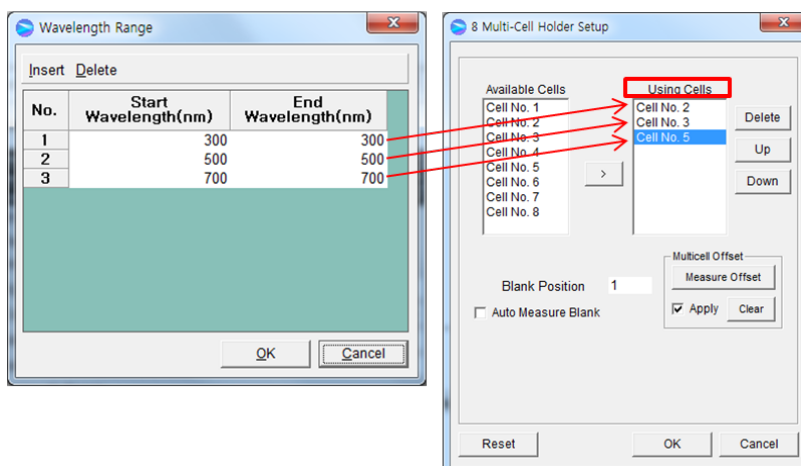 Wavelength Range
Insert Delete
No. Start Wavelength(nm) End Wavelength(nm)
1 300 300
2 500 500
3 700 700
OK Cancel
8 Multi-Cell Holder Setup
Available Cells
Cell No. 1
Cell No. 2
Cell No. 3
Cell No. 4
Cell No. 5
Cell No. 6
Cell No. 7
Cell No. 8
>
Using Cells
Cell No. 2
Cell No. 3
Cell No. 5
Delete
Up
Down
Blank Position 1
Auto Measure Blank
Multicell Offset
Measure Offset
Apply Clear
Reset OK Cancel